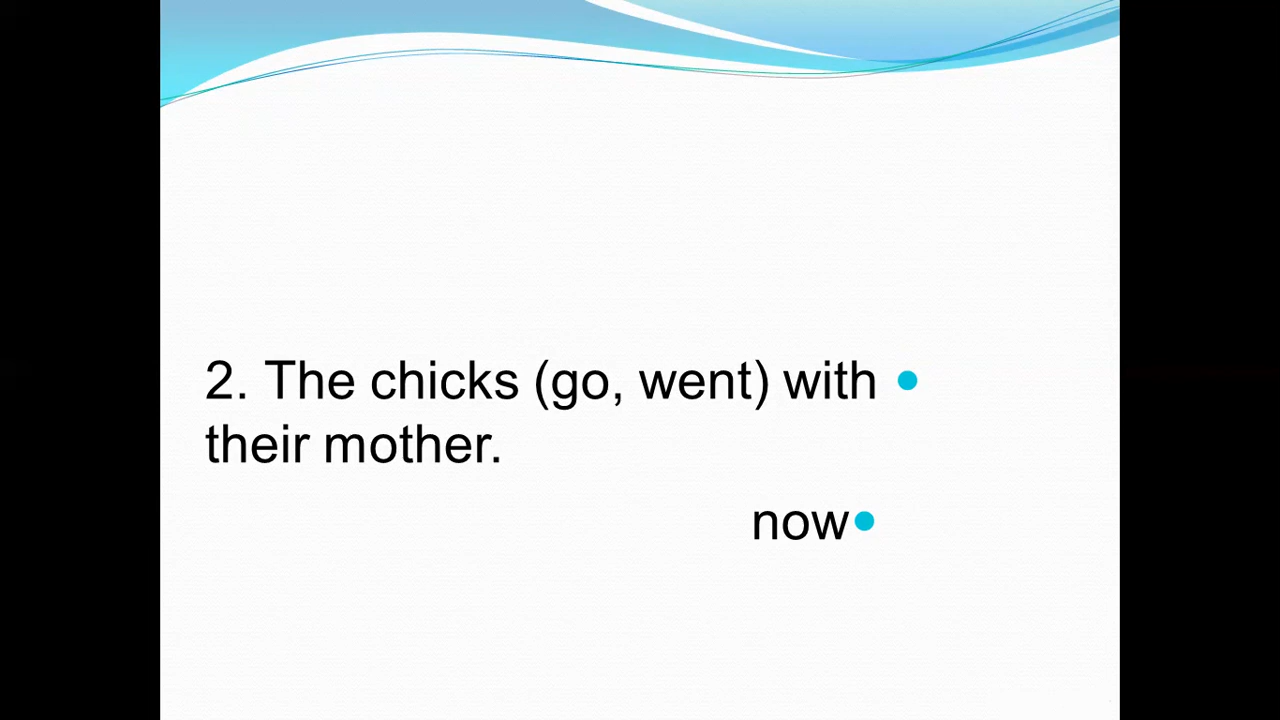 2. The chicks (go, went) with
their mother.
now